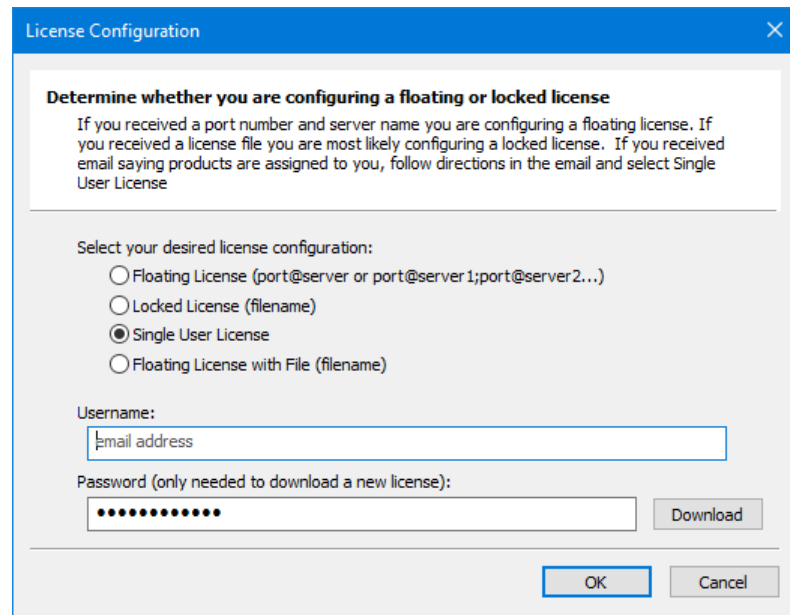 License Configuration
Determine whether you are configuring a floating or locked license
If you received a port number and server name you are configuring a floating license. If
you received a license file you are most likely configuring a locked license.  If you received
email saying products are assigned to you, follow directions in the email and select Single
User License
Select your desired license configuration:
Floating License (port@server or port@server1;port@server2...)
Locked License (filename)
Single User License
Floating License with File (filename)
Username:
email address
Password (only needed to download a new license):
••••••••••••
Download
OK
Cancel